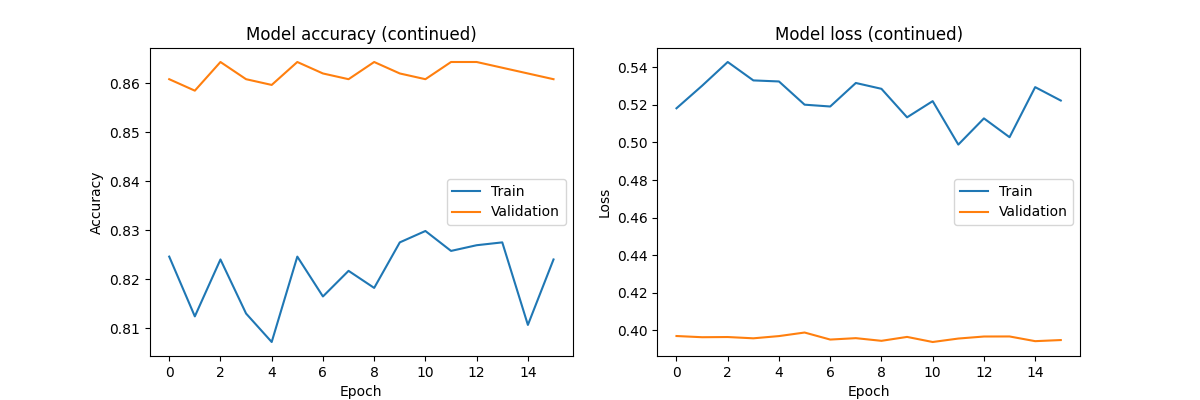 Model accuracy (continued)
0.86
0.85
0.84
0.83
0.82
0.81
Accuracy
0 2 4 6 8 10 12 14
Epoch
Train
Validation
Model loss (continued)
0.54
0.52
0.50
0.48
0.46
0.44
0.42
0.40
Loss
0 2 4 6 8 10 12 14
Epoch
Train
Validation